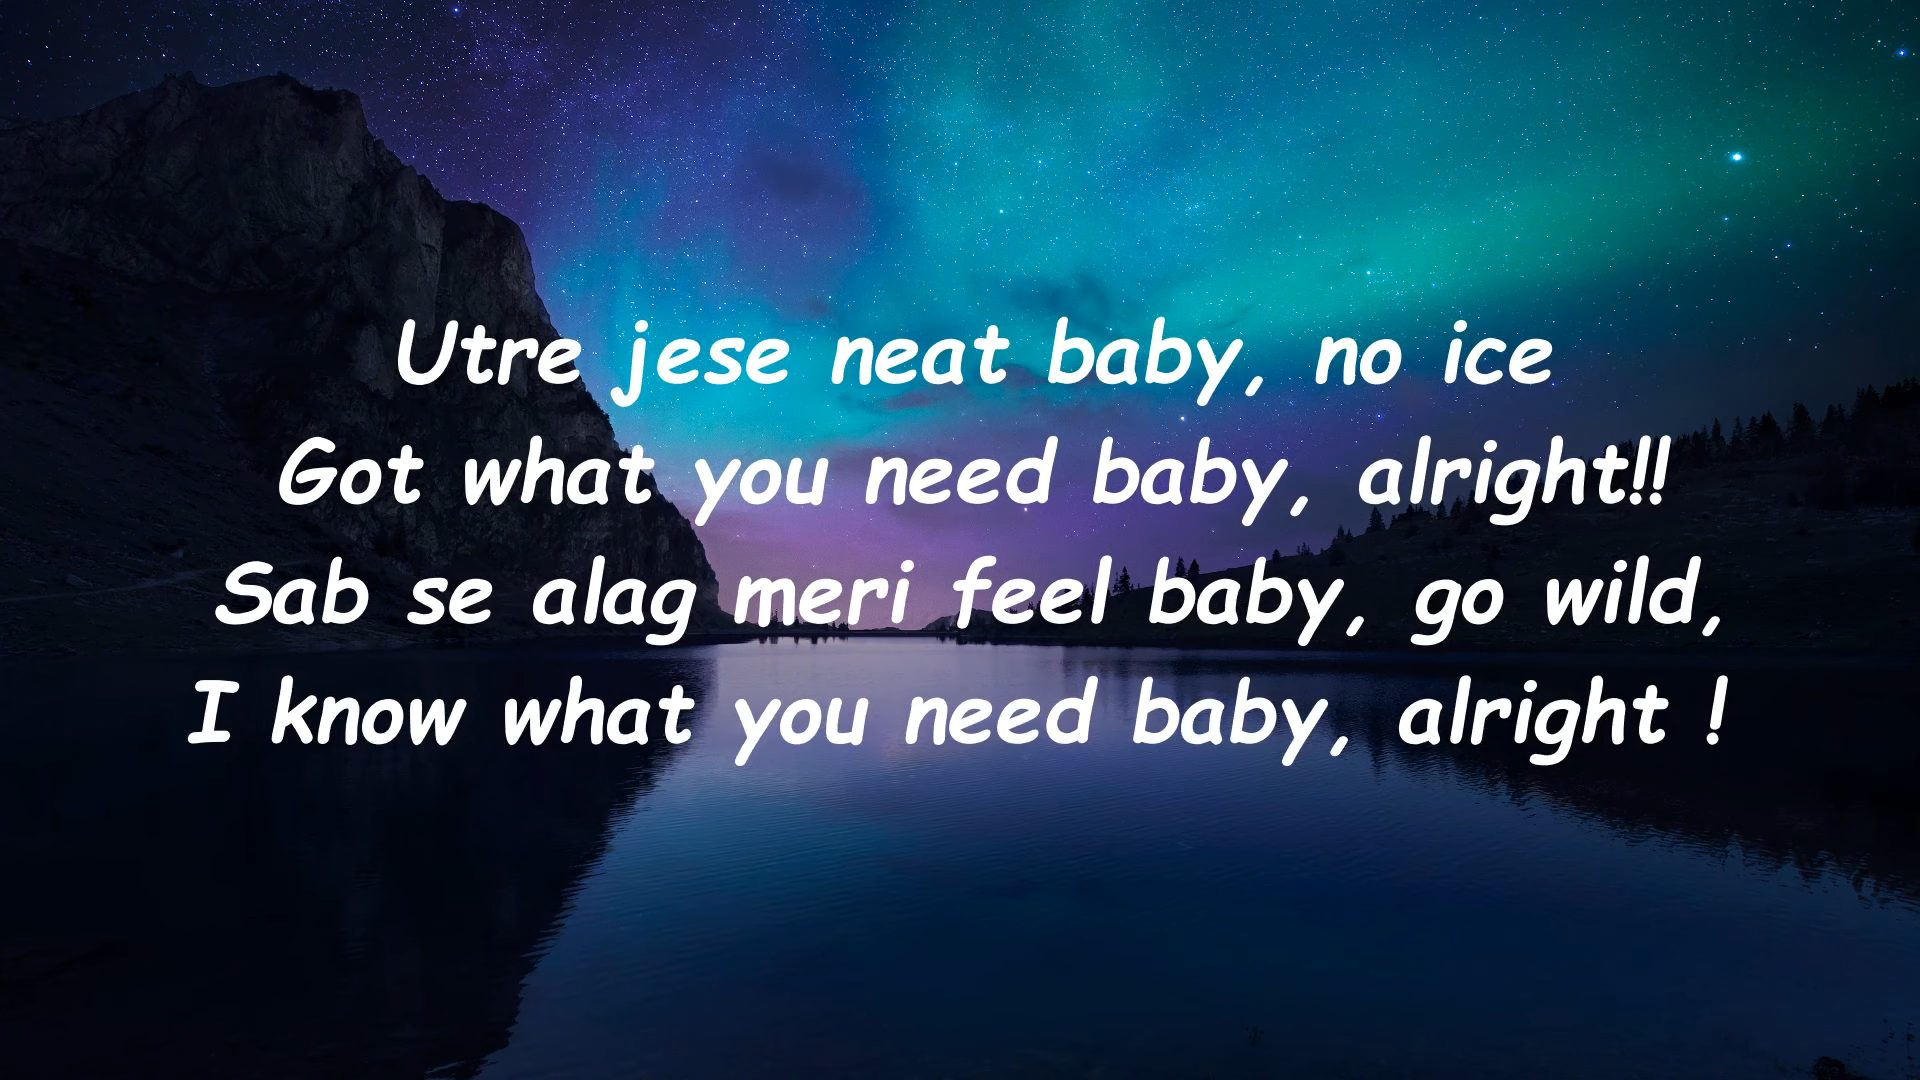 Utre jese neat baby, no ice
Got what you need baby, alright!!
Sab se alag meri feel baby, go wild,
I know what you need baby, alright !